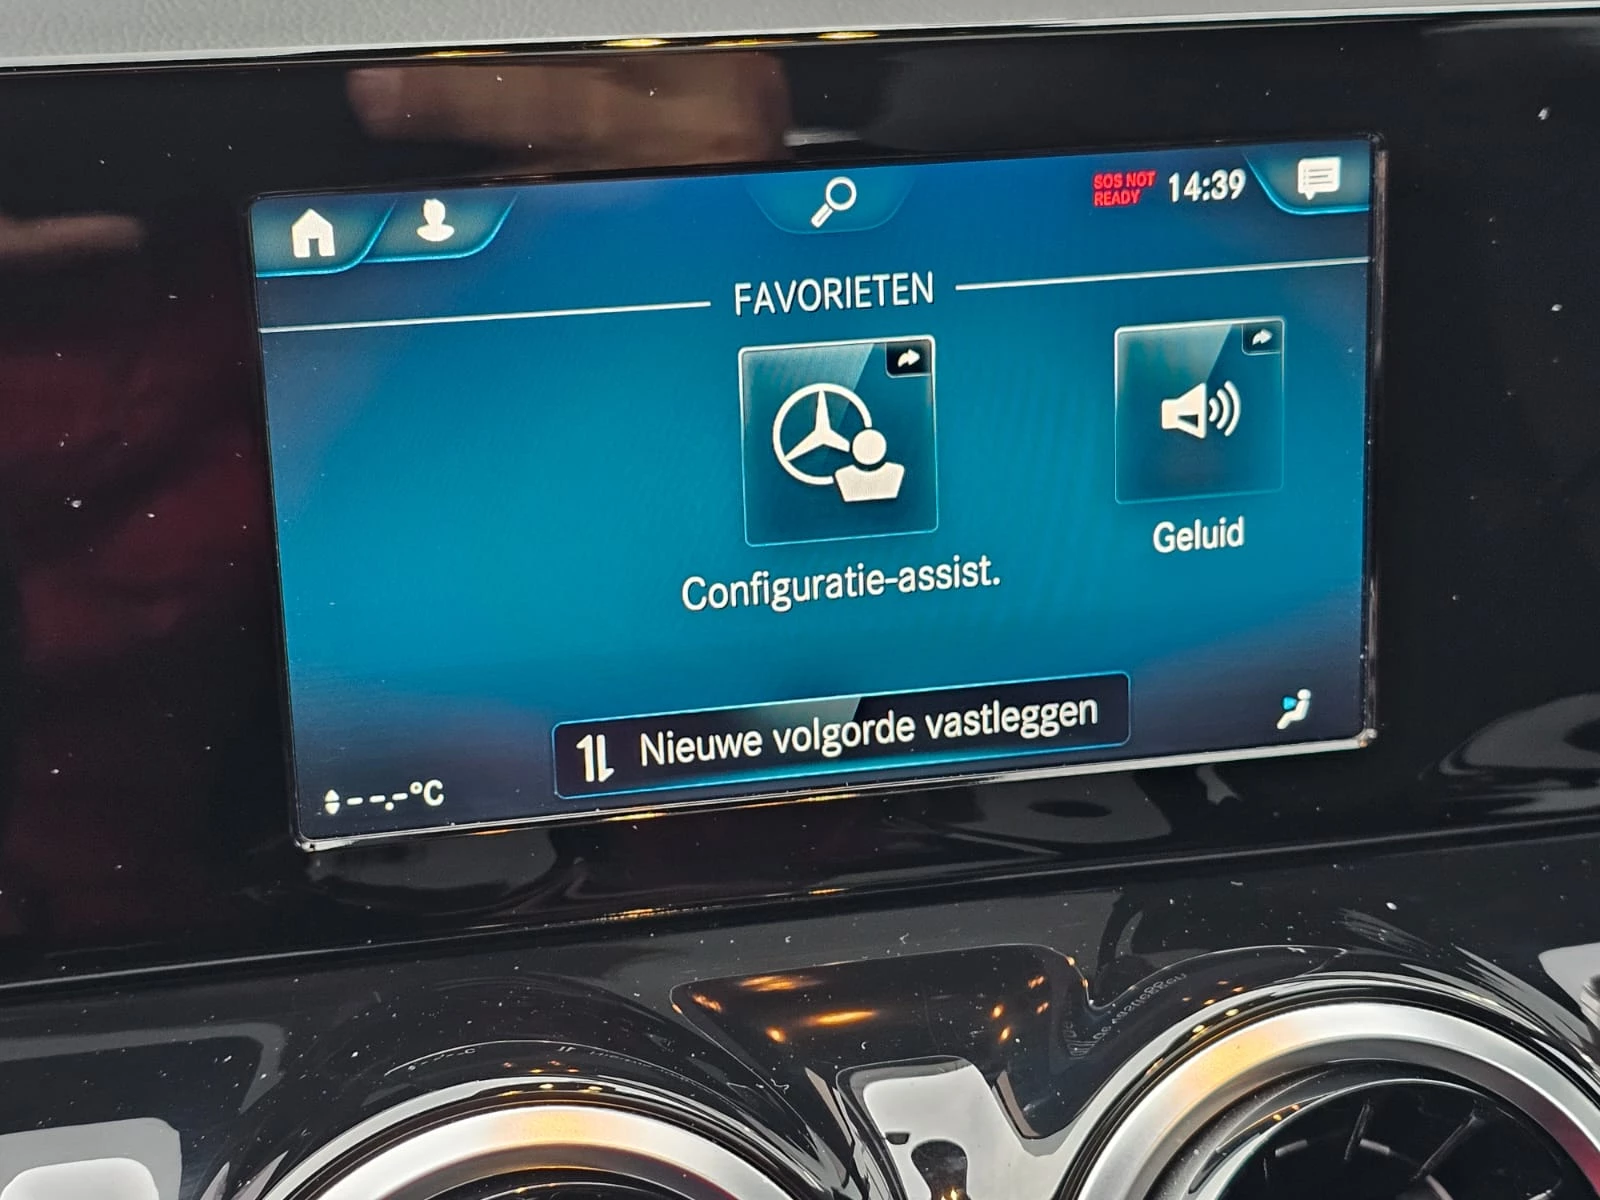 SOS NOT
READY
14:39
FAVORIETEN
Configuratie-assist.
Geluid
Nieuwe volgorde vastleggen
--.-°C